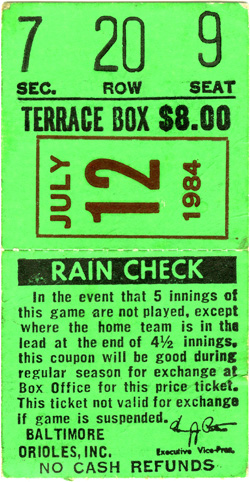 7 20 9
SEC. ROW SEAT
TERRACE BOX $8.00
JULY 12 1984
RAIN CHECK
In the event that 5 innings of
this game are not played, except
where the home team is in the
lead at the end of 4½ innings,
this coupon will be good during
regular season for exchange at
Box Office for this price ticket.
This ticket not valid for exchange
if game is suspended.
BALTIMORE
ORIOLES, INC. Executive Vice-Pres.
NO CASH REFUNDS